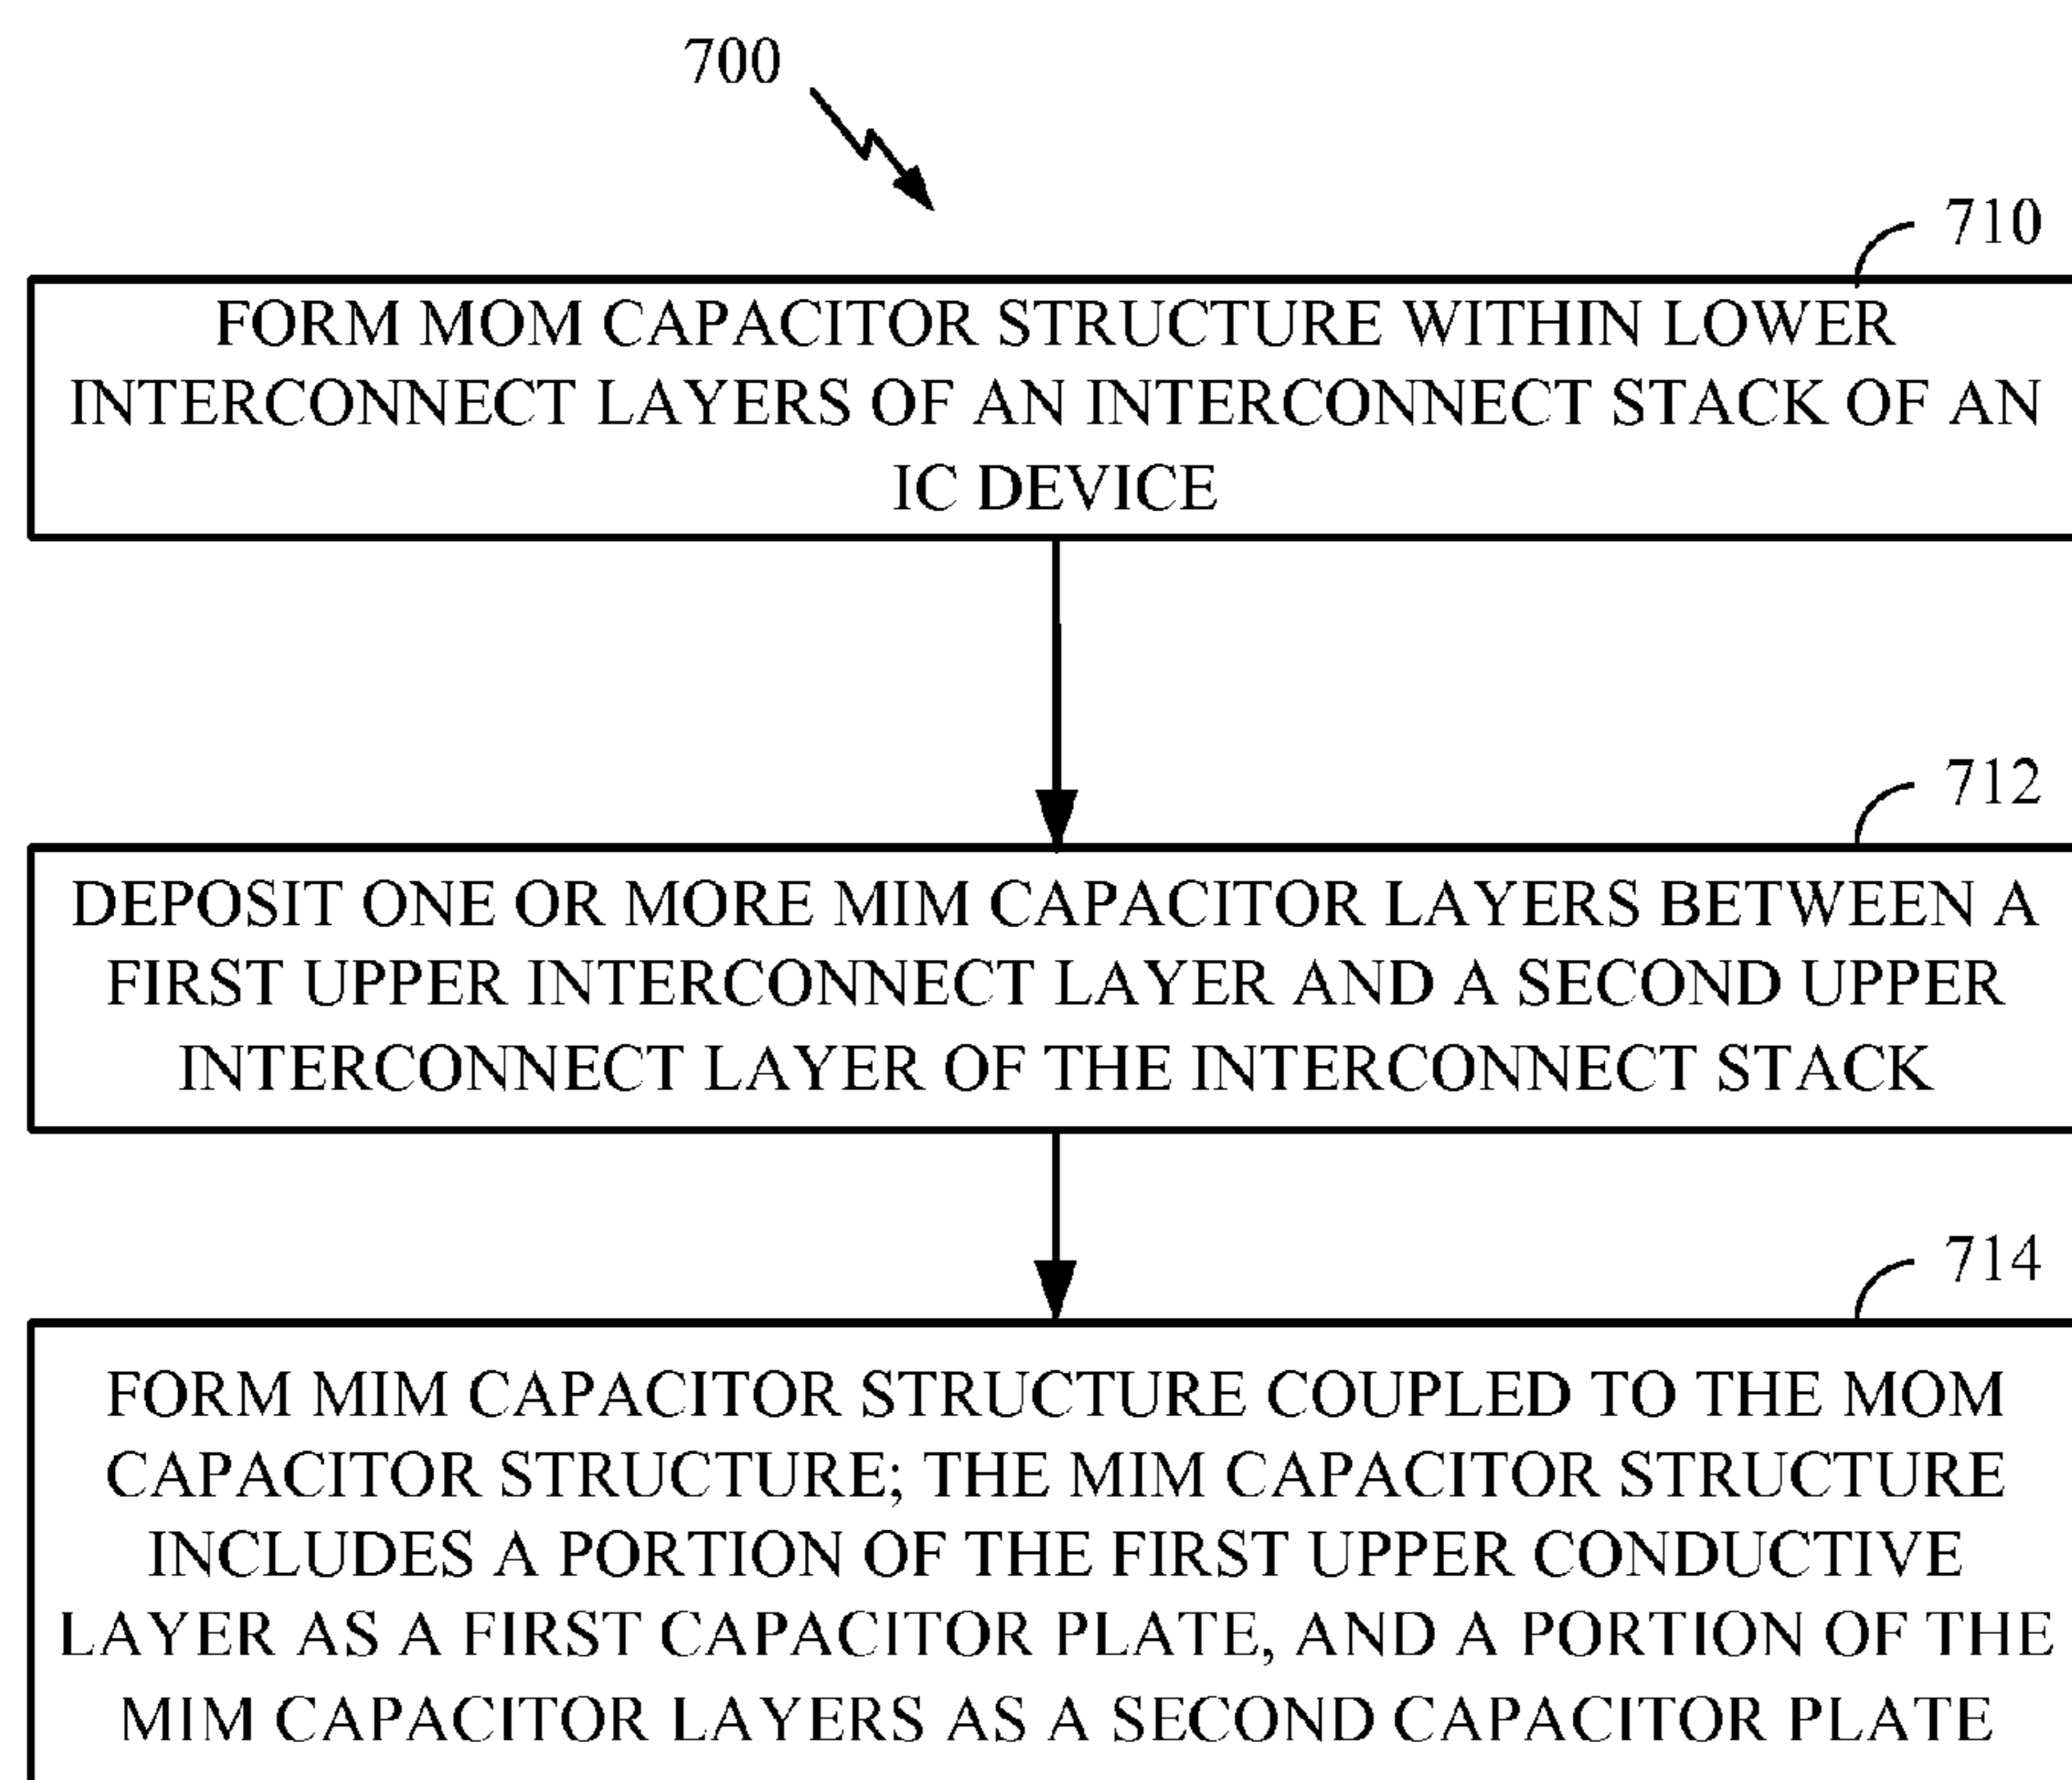 700
710
FORM MOM CAPACITOR STRUCTURE WITHIN LOWER
INTERCONNECT LAYERS OF AN INTERCONNECT STACK OF AN
IC DEVICE
712
DEPOSIT ONE OR MORE MIM CAPACITOR LAYERS BETWEEN A
FIRST UPPER INTERCONNECT LAYER AND A SECOND UPPER
INTERCONNECT LAYER OF THE INTERCONNECT STACK
714
FORM MIM CAPACITOR STRUCTURE COUPLED TO THE MOM
CAPACITOR STRUCTURE; THE MIM CAPACITOR STRUCTURE
INCLUDES A PORTION OF THE FIRST UPPER CONDUCTIVE
LAYER AS A FIRST CAPACITOR PLATE, AND A PORTION OF THE
MIM CAPACITOR LAYERS AS A SECOND CAPACITOR PLATE